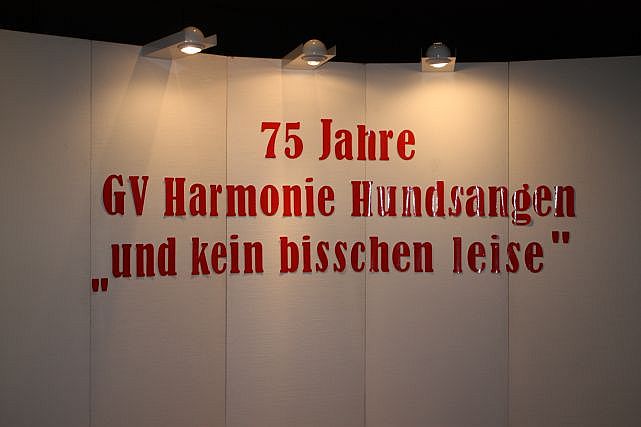 75 Jahre
GV Harmonie Hundsangen
„und kein bisschen leise"